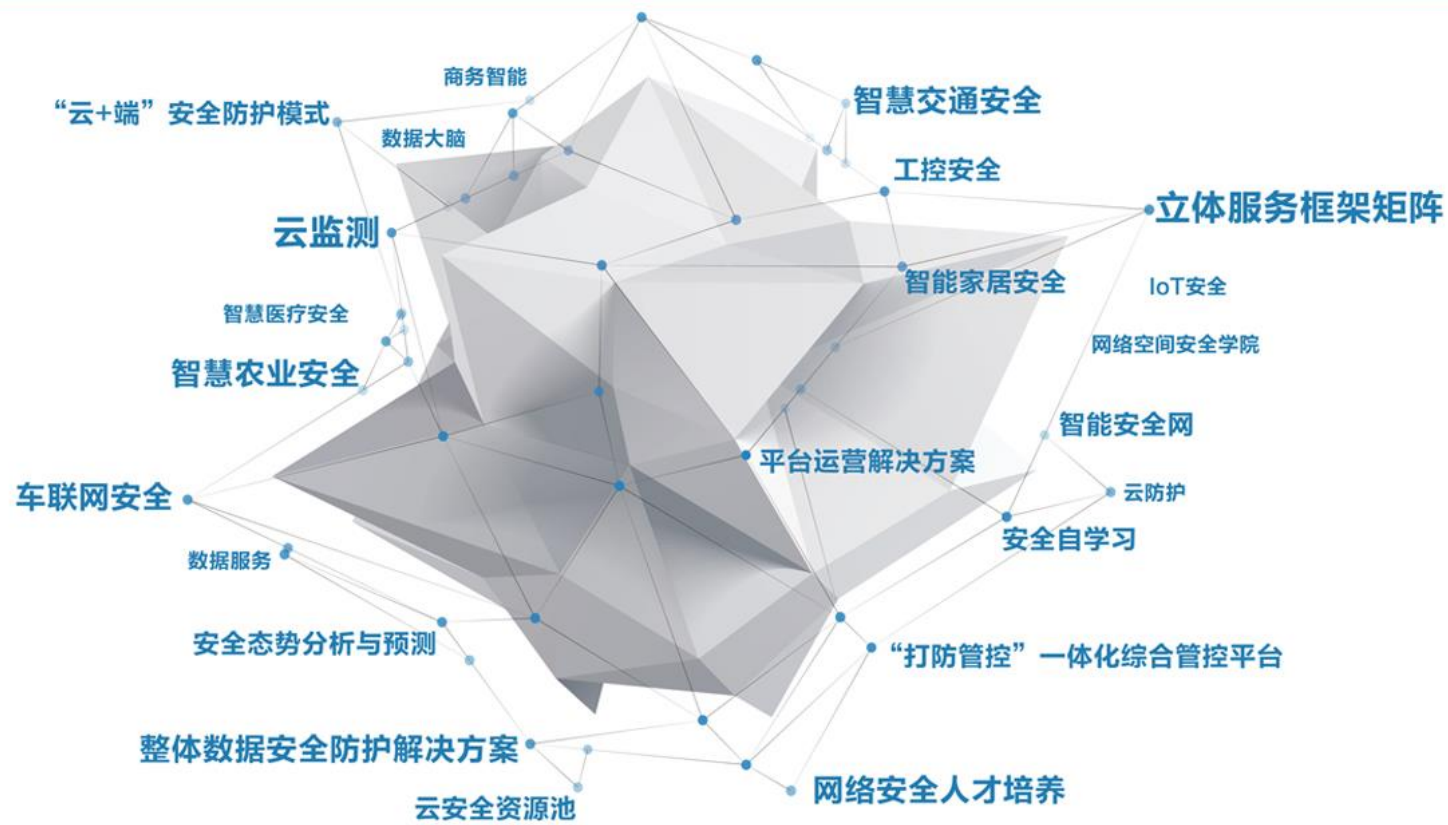 商务智能
“云+端”安全防护模式
智慧交通安全
数据大脑
工控安全
立体服务框架矩阵
云监测
智能家居安全
IoT安全
智慧医疗安全
网络空间安全学院
智慧农业安全
智能安全网
平台运营解决方案
云防护
车联网安全
安全自学习
数据服务
安全态势分析与预测
“打防管控”一体化综合管控平台
整体数据安全防护解决方案
网络安全人才培养
云安全资源池